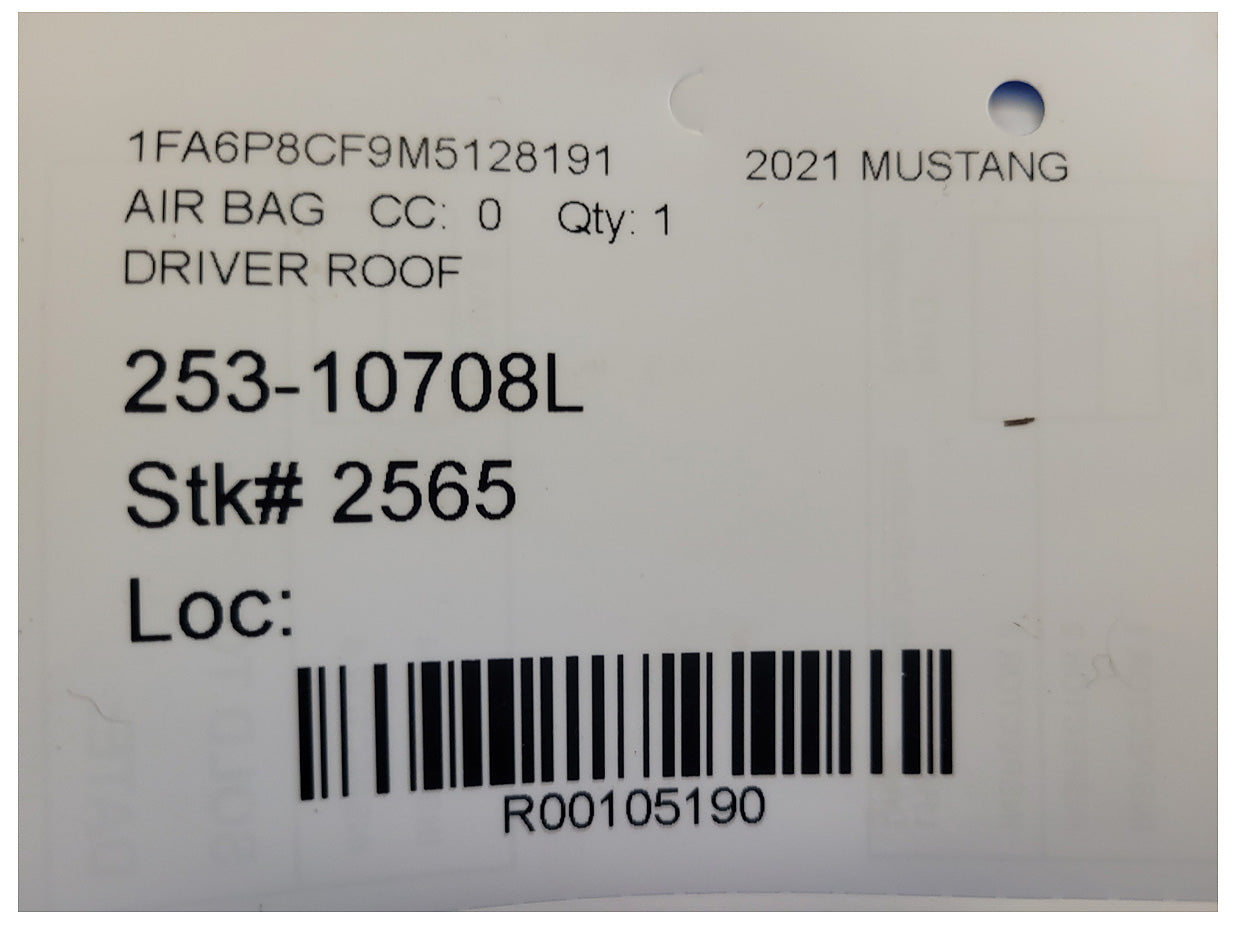 1FA6P8CF9M5128191 2021 MUSTANG
AIR BAG CC: 0 Qty: 1
DRIVER ROOF
253-10708L
Stk# 2565
Loc:
R00105190